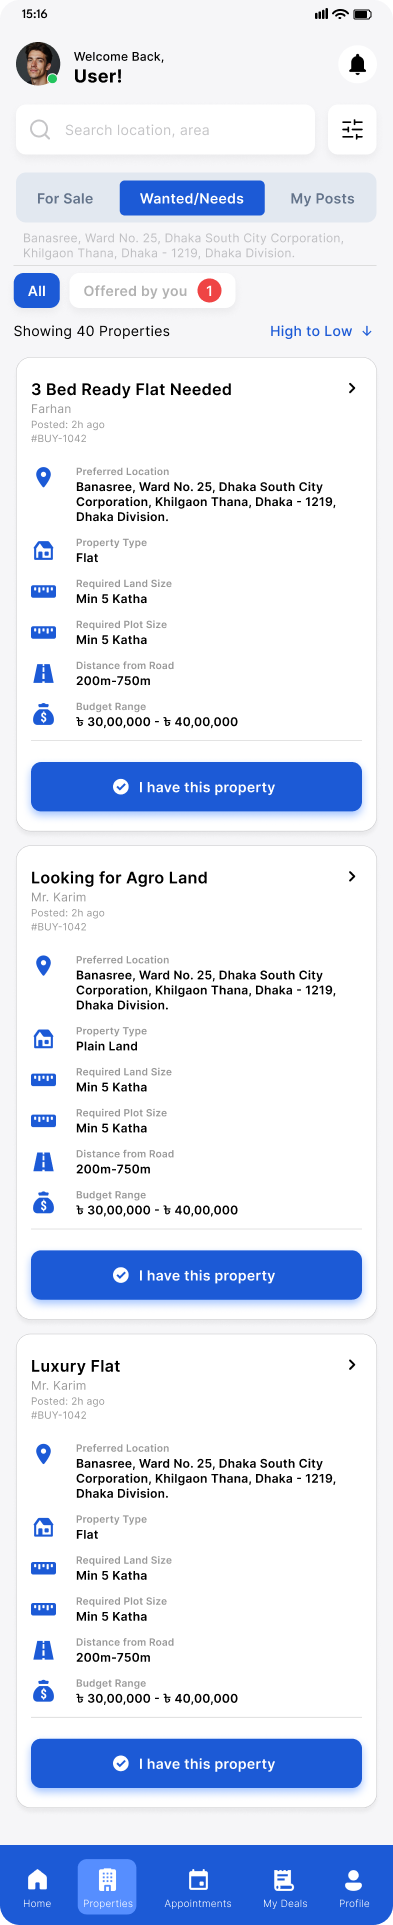 15:16
Welcome Back,
User!
Search location, area
For Sale
Wanted/Needs
My Posts
Banasree, Ward No. 25, Dhaka South City Corporation,
Khilgaon Thana, Dhaka - 1219, Dhaka Division.
All
Offered by you 1
Showing 40 Properties
High to Low ↓
3 Bed Ready Flat Needed
Farhan
Posted: 2h ago
#BUY-1042
Preferred Location
Banasree, Ward No. 25, Dhaka South City
Corporation, Khilgaon Thana, Dhaka - 1219,
Dhaka Division.
Property Type
Flat
Required Land Size
Min 5 Katha
Required Plot Size
Min 5 Katha
Distance from Road
200m-750m
Budget Range
৳ 30,00,000 - ৳ 40,00,000
I have this property
Looking for Agro Land
Mr. Karim
Posted: 2h ago
#BUY-1042
Preferred Location
Banasree, Ward No. 25, Dhaka South City
Corporation, Khilgaon Thana, Dhaka - 1219,
Dhaka Division.
Property Type
Plain Land
Required Land Size
Min 5 Katha
Required Plot Size
Min 5 Katha
Distance from Road
200m-750m
Budget Range
৳ 30,00,000 - ৳ 40,00,000
I have this property
Luxury Flat
Mr. Karim
Posted: 2h ago
#BUY-1042
Preferred Location
Banasree, Ward No. 25, Dhaka South City
Corporation, Khilgaon Thana, Dhaka - 1219,
Dhaka Division.
Property Type
Flat
Required Land Size
Min 5 Katha
Required Plot Size
Min 5 Katha
Distance from Road
200m-750m
Budget Range
৳ 30,00,000 - ৳ 40,00,000
I have this property
Home
Properties
Appointments
My Deals
Profile